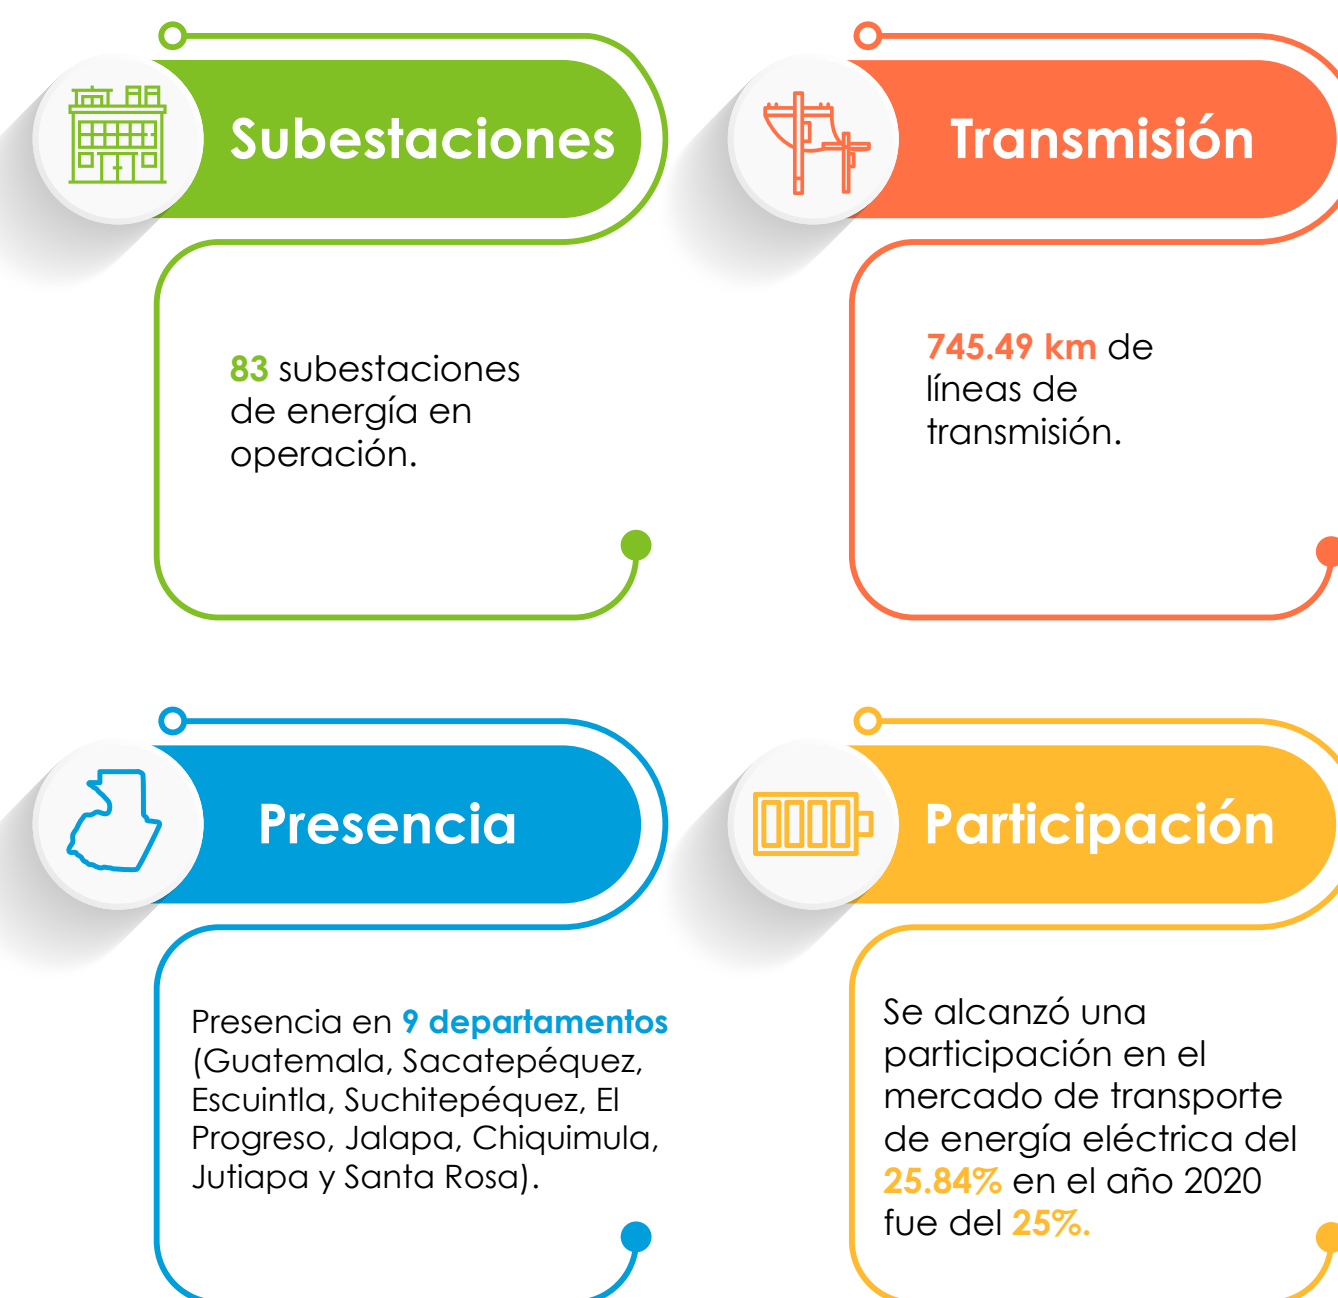 Subestaciones
83 subestaciones
de energía en
operación.
Transmisión
745.49 km de
líneas de
transmisión.
Presencia
Presencia en 9 departamentos
(Guatemala, Sacatepéquez,
Escuintla, Suchitepéquez, El
Progreso, Jalapa, Chiquimula,
Jutiapa y Santa Rosa).
Participación
Se alcanzó una
participación en el
mercado de transporte
de energía eléctrica del
25.84% en el año 2020
fue del 25%.